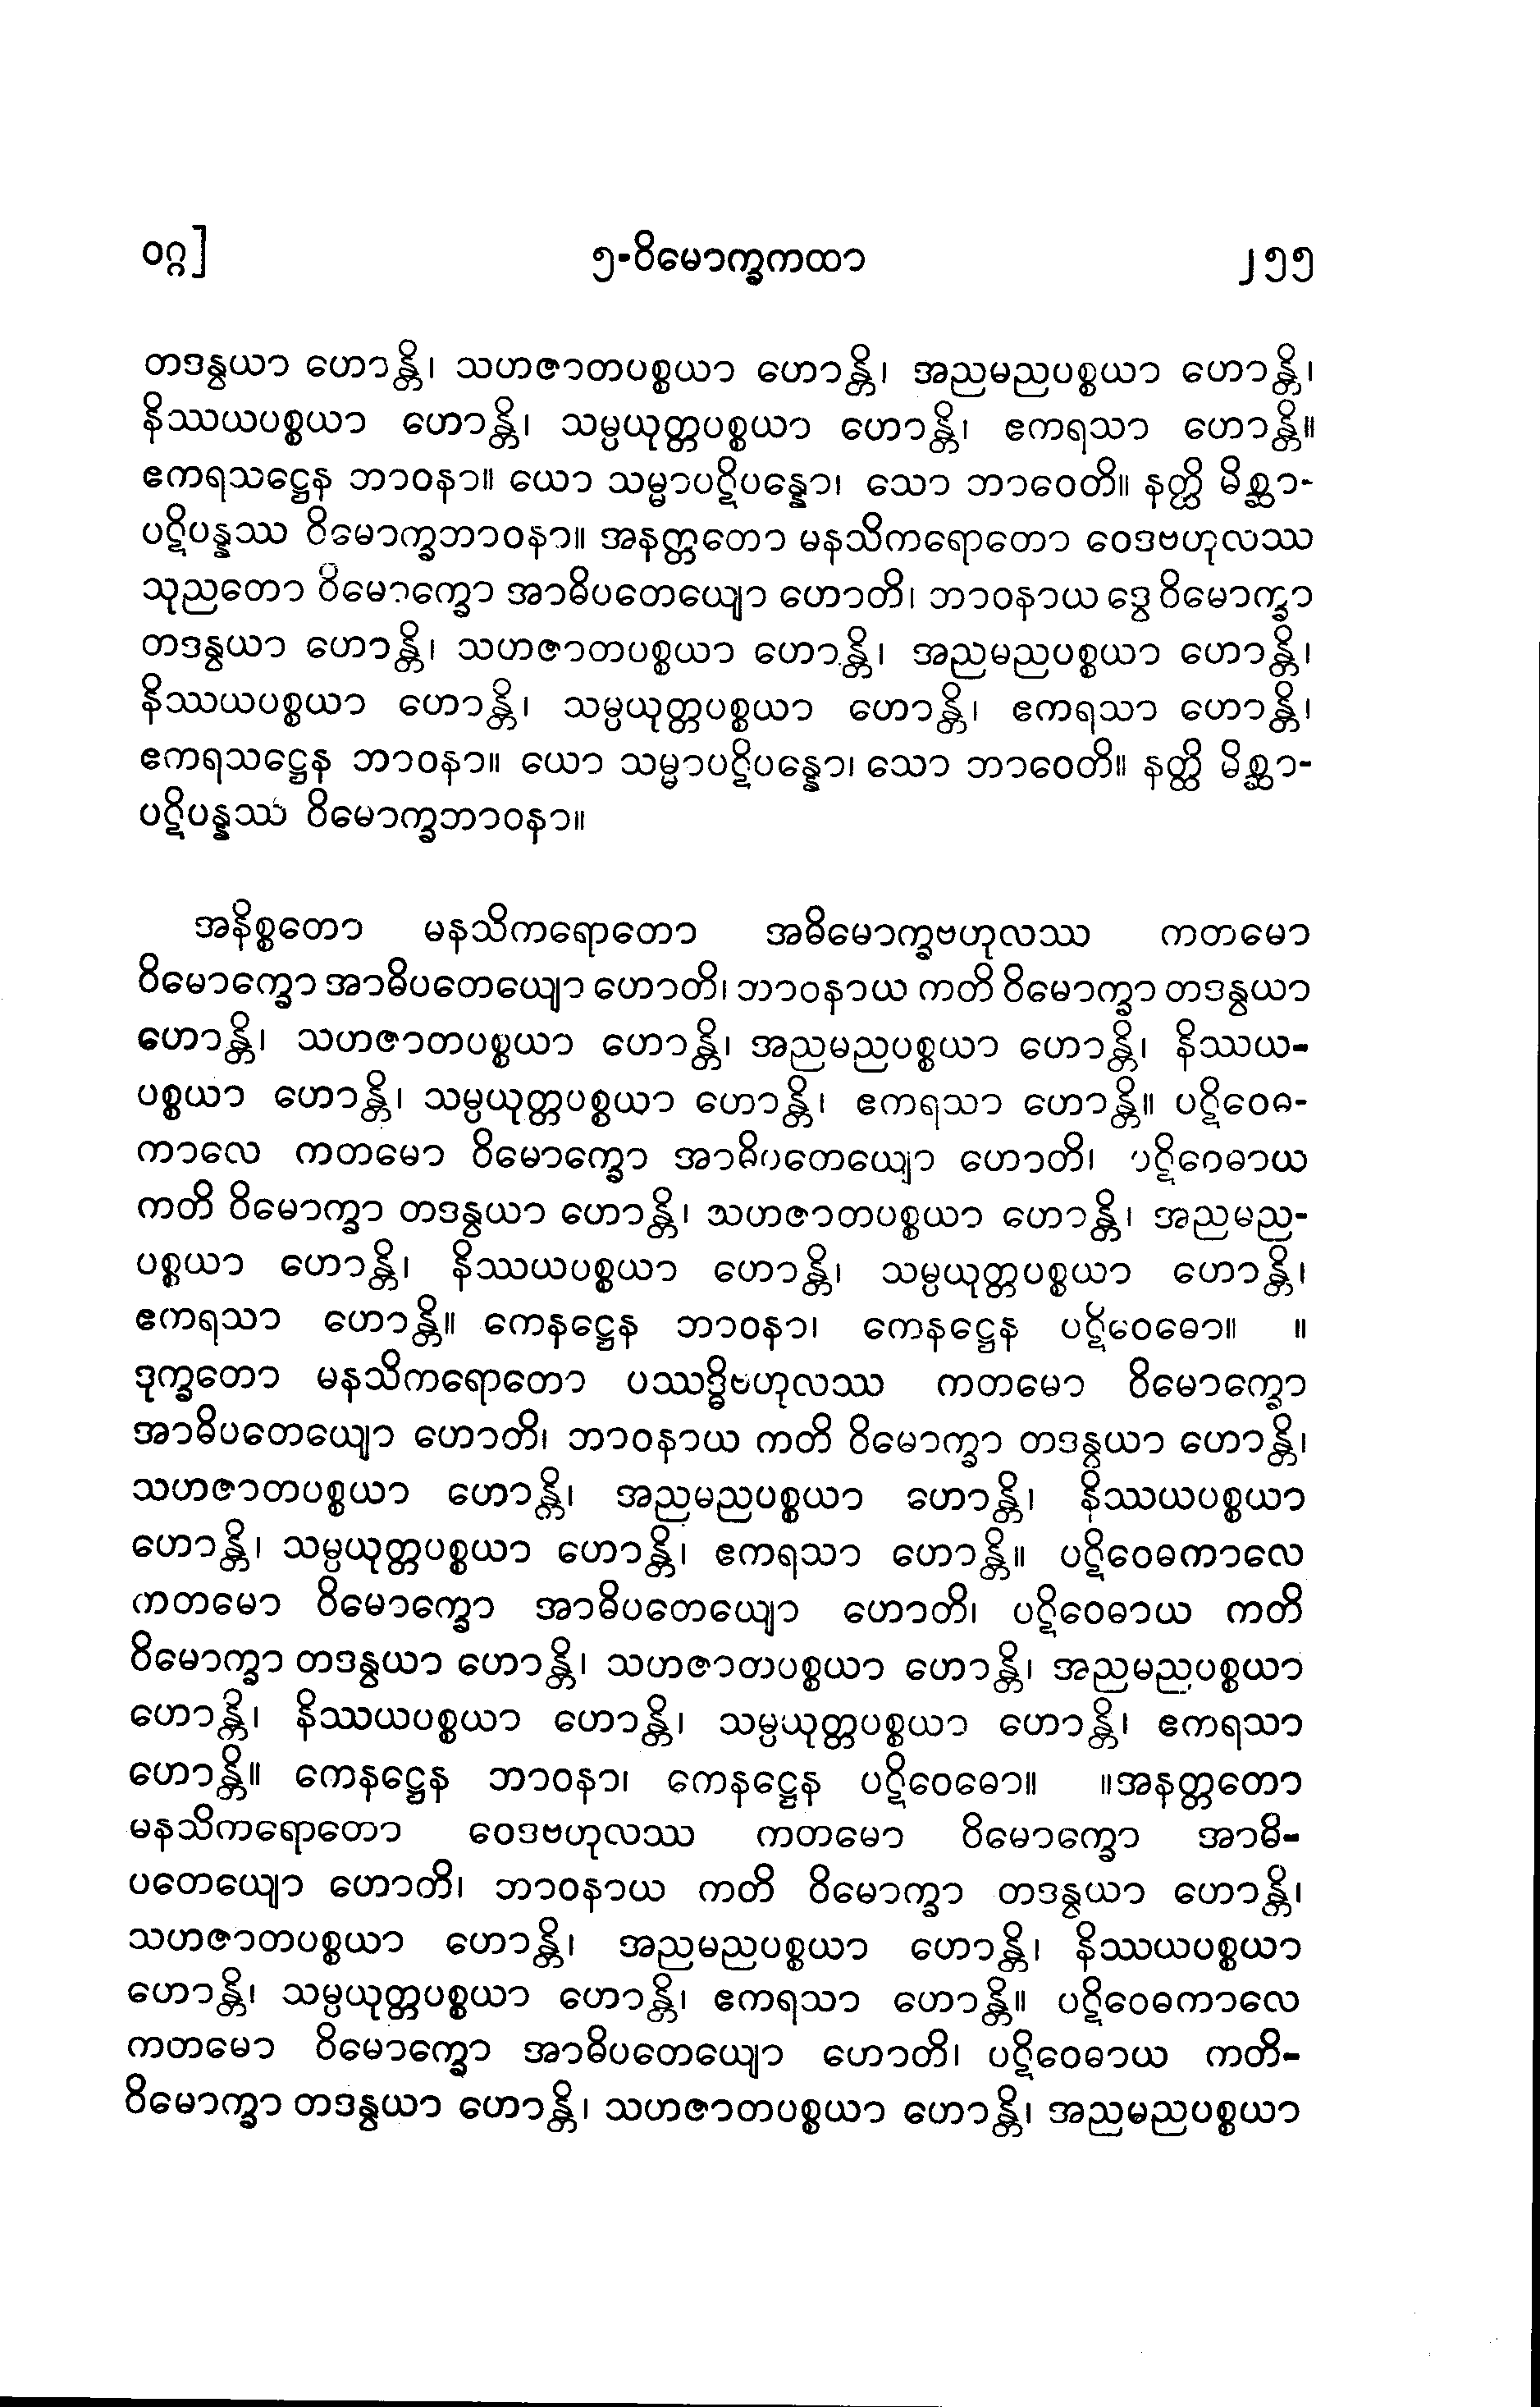 ဝဂ္ဂ]
၅-ဝိမောက္ခကထာ
၂၅၅
တဒန္ဝယာ ဟောန္တိ၊ သဟဇာတပစ္စယာ ဟောန္တိ၊ အညမညပစ္စယာ ဟောန္တိ၊
နိဿယပစ္စယာ ဟောန္တိ၊ သမ္ပယုတ္တပစ္စယာ ဟောန္တိ၊ ဧကရသာ ဟောန္တိ။
ဧကရသဋ္ဌေန ဘာဝနာ။ ယော သမ္မာပဋိပန္နော၊ သော ဘာဝေတိ။ နတ္ထိ မိစ္ဆာ-
ပဋိပန္နဿ ဝိမောက္ခဘာဝနာ။ အနတ္တတော မနသိကရောတော ဝေဒဗဟုလဿ
သုညတော ဝိမောက္ခော အာဓိပတေယျော ဟောတိ၊ ဘာဝနာယ ဒွေ ဝိမောက္ခာ
တဒန္ဝယာ ဟောန္တိ၊ သဟဇာတပစ္စယာ ဟောန္တိ၊ အညမညပစ္စယာ ဟောန္တိ၊
နိဿယပစ္စယာ ဟောန္တိ၊ သမ္ပယုတ္တပစ္စယာ ဟောန္တိ၊ ဧကရသာ ဟောန္တိ၊
ဧကရသဋ္ဌေန ဘာဝနာ။ ယော သမ္မာပဋိပန္နော၊ သော ဘာဝေတိ။ နတ္ထိ မိစ္ဆာ-
ပဋိပန္နဿ ဝိမောက္ခဘာဝနာ။
အနိစ္စတော မနသိကရောတော အဓိမောက္ခဗဟုလဿ ကတမော
ဝိမောက္ခော အာဓိပတေယျော ဟောတိ၊ ဘာဝနာယ ကတိ ဝိမောက္ခာ တဒန္ဝယာ
ဟောန္တိ၊ သဟဇာတပစ္စယာ ဟောန္တိ၊ အညမညပစ္စယာ ဟောန္တိ၊ နိဿယ-
ပစ္စယာ ဟောန္တိ၊ သမ္ပယုတ္တပစ္စယာ ဟောန္တိ၊ ဧကရသာ ဟောန္တိ။ ပဋိဝေဓ-
ကာလေ ကတမော ဝိမောက္ခော အာဓိပတေယျော ဟောတိ၊ ပဋိဝေဓာယ
ကတိ ဝိမောက္ခာ တဒန္ဝယာ ဟောန္တိ၊ သဟဇာတပစ္စယာ ဟောန္တိ၊ အညမည-
ပစ္စယာ ဟောန္တိ၊ နိဿယပစ္စယာ ဟောန္တိ၊ သမ္ပယုတ္တပစ္စယာ ဟောန္တိ၊
ဧကရသာ ဟောန္တိ။ ကေနဋ္ဌေန ဘာဝနာ၊ ကေနဋ္ဌေန ပဋိဝေဓော။ ။
ဒုက္ခတော မနသိကရောတော ပဿဒ္ဓိဗဟုလဿ ကတမော ဝိမောက္ခော
အာဓိပတေယျော ဟောတိ၊ ဘာဝနာယ ကတိ ဝိမောက္ခာ တဒန္ဝယာ ဟောန္တိ၊
သဟဇာတပစ္စယာ ဟောန္တိ၊ အညမညပစ္စယာ ဟောန္တိ၊ နိဿယပစ္စယာ
ဟောန္တိ၊ သမ္ပယုတ္တပစ္စယာ ဟောန္တိ၊ ဧကရသာ ဟောန္တိ။ ပဋိဝေဓကာလေ
ကတမော ဝိမောက္ခော အာဓိပတေယျော ဟောတိ၊ ပဋိဝေဓာယ ကတိ
ဝိမောက္ခာ တဒန္ဝယာ ဟောန္တိ၊ သဟဇာတပစ္စယာ ဟောန္တိ၊ အညမညပစ္စယာ
ဟောန္တိ၊ နိဿယပစ္စယာ ဟောန္တိ၊ သမ္ပယုတ္တပစ္စယာ ဟောန္တိ၊ ဧကရသာ
ဟောန္တိ။ ကေနဋ္ဌေန ဘာဝနာ၊ ကေနဋ္ဌေန ပဋိဝေဓော။ ။အနတ္တတော
မနသိကရောတော ဝေဒဗဟုလဿ ကတမော ဝိမောက္ခော အာဓိ-
ပတေယျော ဟောတိ၊ ဘာဝနာယ ကတိ ဝိမောက္ခာ တဒန္ဝယာ ဟောန္တိ၊
သဟဇာတပစ္စယာ ဟောန္တိ၊ အညမညပစ္စယာ ဟောန္တိ၊ နိဿယပစ္စယာ
ဟောန္တိ၊ သမ္ပယုတ္တပစ္စယာ ဟောန္တိ၊ ဧကရသာ ဟောန္တိ။ ပဋိဝေဓကာလေ
ကတမော ဝိမောက္ခော အာဓိပတေယျော ဟောတိ၊ ပဋိဝေဓာယ ကတိ-
ဝိမောက္ခာ တဒန္ဝယာ ဟောန္တိ၊ သဟဇာတပစ္စယာ ဟောန္တိ၊ အညမညပစ္စယာ